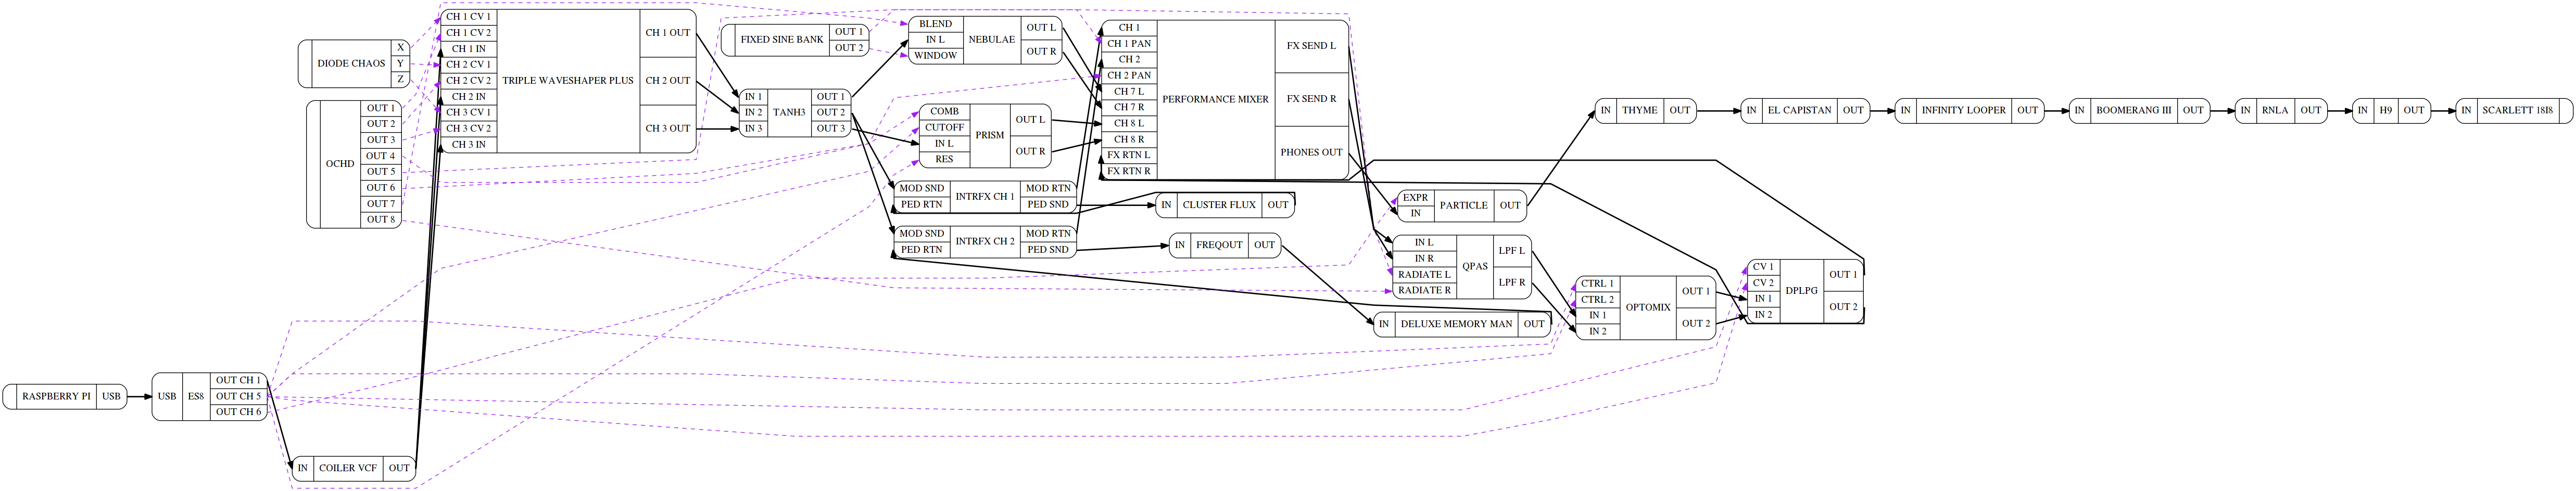 RASPBERRY PI
USB
USB
ES8
OUT CH 1
OUT CH 5
OUT CH 6
DIODE CHAOS
X
Y
Z
OCHD
OUT 1
OUT 2
OUT 3
OUT 4
OUT 5
OUT 6
OUT 7
OUT 8
IN
COILER VCF
OUT
CH 1 CV 1
CH 1 CV 2
CH 1 IN
CH 2 CV 1
CH 2 CV 2
CH 2 IN
CH 3 CV 1
CH 3 CV 2
CH 3 IN
TRIPLE WAVESHAPER PLUS
CH 1 OUT
CH 2 OUT
CH 3 OUT
FIXED SINE BANK
OUT 1
OUT 2
IN 1
IN 2
IN 3
TANH3
OUT 1
OUT 2
OUT 3
BLEND
IN L
WINDOW
NEBULAE
OUT L
OUT R
COMB
CUTOFF
IN L
RES
PRISM
OUT L
OUT R
MOD SND
PED RTN
INTRFX CH 1
MOD RTN
PED SND
MOD SND
PED RTN
INTRFX CH 2
MOD RTN
PED SND
CH 1
CH 1 PAN
CH 2
CH 2 PAN
CH 7 L
CH 7 R
CH 8 L
CH 8 R
FX RTN L
FX RTN R
PERFORMANCE MIXER
FX SEND L
FX SEND R
PHONES OUT
IN
CLUSTER FLUX
OUT
IN
FREQOUT
OUT
EXPR
IN
PARTICLE
OUT
IN L
IN R
RADIATE L
RADIATE R
QPAS
LPF L
LPF R
IN
DELUXE MEMORY MAN
OUT
CTRL 1
CTRL 2
IN 1
IN 2
OPTOMIX
OUT 1
OUT 2
CV 1
CV 2
IN 1
IN 2
DPLPG
OUT 1
OUT 2
IN
THYME
OUT
IN
EL CAPISTAN
OUT
IN
INFINITY LOOPER
OUT
IN
BOOMERANG III
OUT
IN
RNLA
OUT
IN
H9
OUT
IN
SCARLETT 18I8